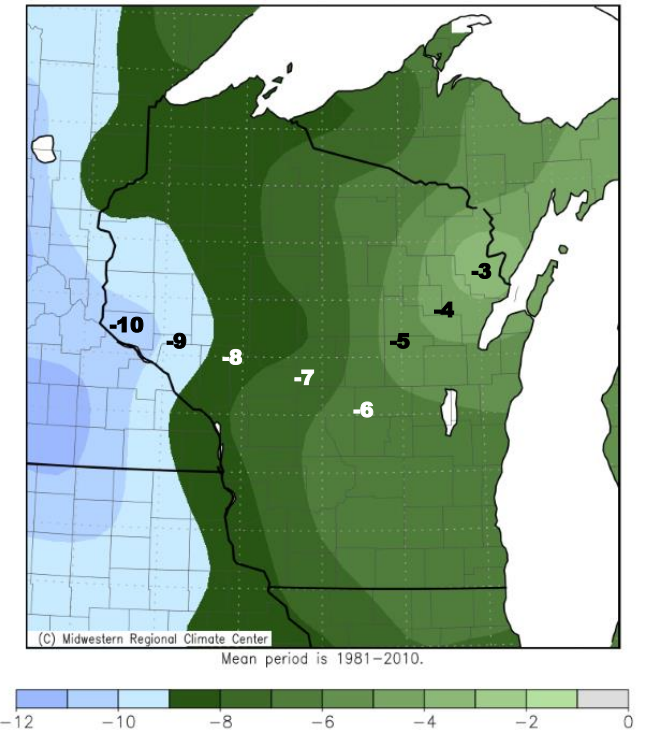 -3
-4
-10
-9
-5
-8
-7
-6
(C) Midwestern Regional Climate Center
Mean period is 1981−2010.
−12 −10 −8 −6 −4 −2 0